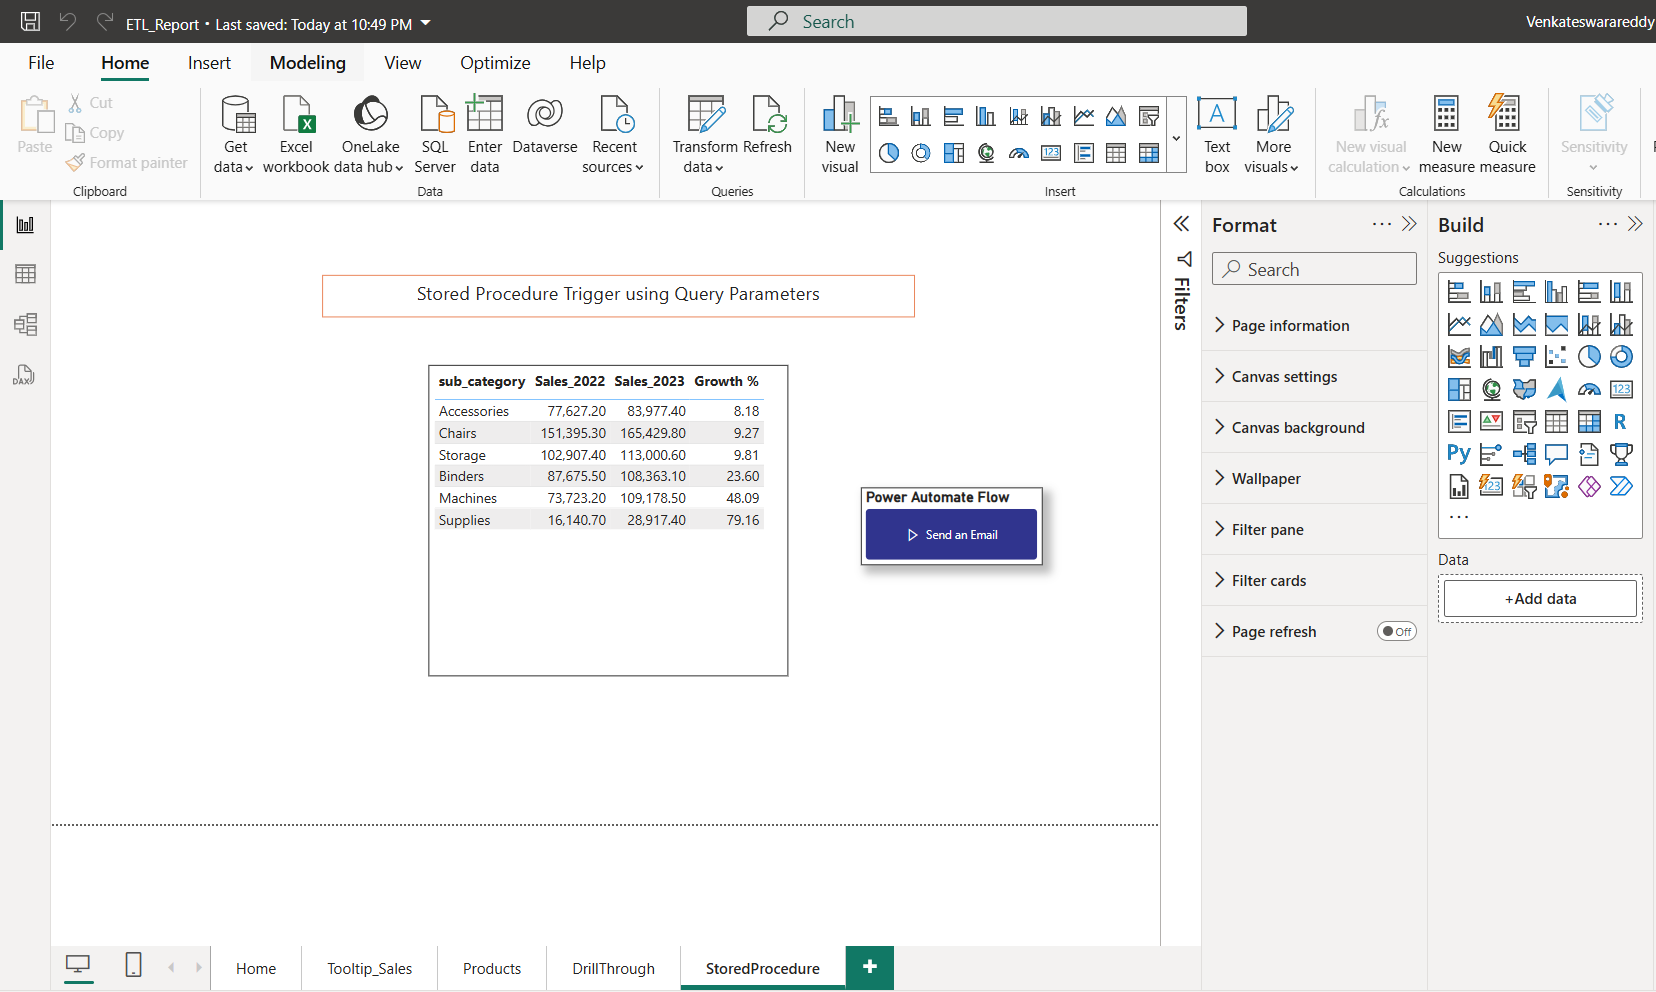 ETL_Report • Last saved: Today at 10:49 PM
Search
Venkateswarareddy
File Home Insert Modeling View Optimize Help
Paste
Cut
Copy
Format painter
Clipboard
Get data
Excel workbook
OneLake data hub
SQL Server
Enter data
Dataverse
Recent sources
Data
Transform data
Refresh
Queries
New visual
123
Text box
More visuals
Insert
New visual calculation
New measure
Quick measure
Calculations
Sensitivity
Sensitivity
DAX
Stored Procedure Trigger using Query Parameters
sub_category Sales_2022 Sales_2023 Growth %
Accessories 77,627.20 83,977.40 8.18
Chairs 151,395.30 165,429.80 9.27
Storage 102,907.40 113,000.60 9.81
Binders 87,675.50 108,363.10 23.60
Machines 73,723.20 109,178.50 48.09
Supplies 16,140.70 28,917.40 79.16
Power Automate Flow
Send an Email
Filters
Format
Search
Page information
Canvas settings
Canvas background
Wallpaper
Filter pane
Filter cards
Page refresh Off
Build
Suggestions
123
R
Py
123
Data
+Add data
Home Tooltip_Sales Products DrillThrough StoredProcedure